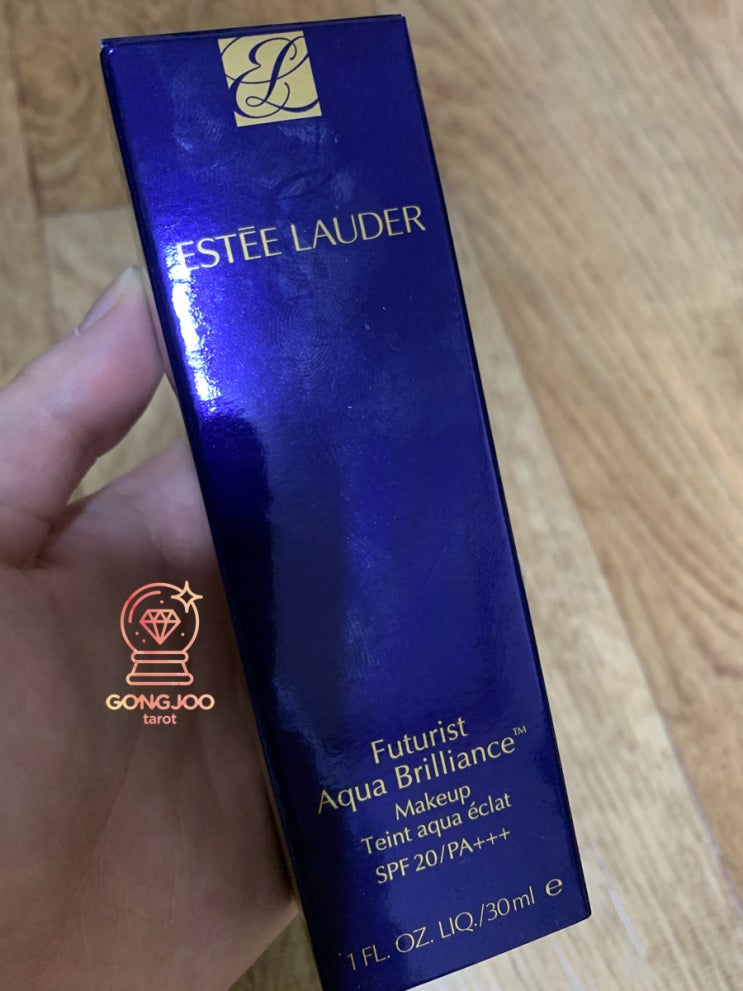 ESTĒE LAUDER
GONGJOO
tarot
Futurist
Aqua Brilliance™
Makeup
Teint aqua éclat
SPF 20/PA+++
1 FL. OZ. LIQ./30ml ℮